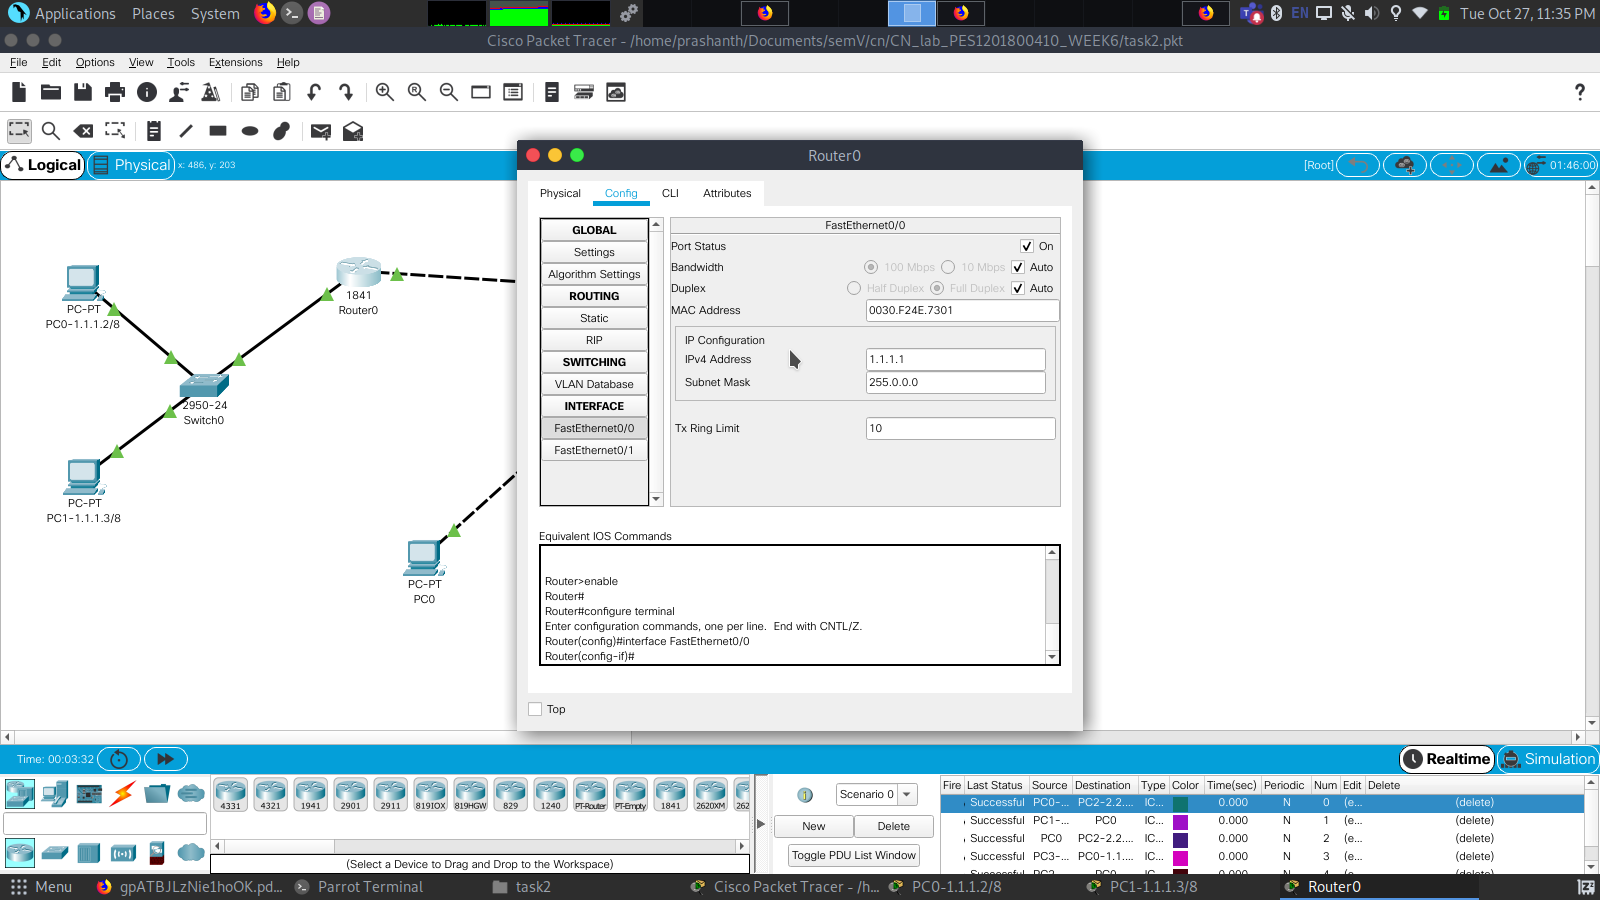 Applications Places System EN Tue Oct 27, 11:35 PM
Cisco Packet Tracer - /home/prashanth/Documents/semV/cn/CN_lab_PES1201800410_WEEK6/task2.pkt
File Edit Options View Tools Extensions Help
?
Logical Physical x: 486, y: 203 [Root] 01:46:00
Router0
Physical Config CLI Attributes
GLOBAL
Settings
Algorithm Settings
ROUTING
Static
RIP
SWITCHING
VLAN Database
INTERFACE
FastEthernet0/0
FastEthernet0/1
FastEthernet0/0
Port Status On
Bandwidth 100 Mbps 10 Mbps Auto
Duplex Half Duplex Full Duplex Auto
MAC Address 0030.F24E.7301
IP Configuration
IPv4 Address 1.1.1.1
Subnet Mask 255.0.0.0
Tx Ring Limit 10
Equivalent IOS Commands
Router>enable
Router#
Router#configure terminal
Enter configuration commands, one per line. End with CNTL/Z.
Router(config)#interface FastEthernet0/0
Router(config-if)#
Top
PC-PT
PC0-1.1.1.2/8
1841
Router0
2950-24
Switch0
PC-PT
PC1-1.1.1.3/8
PC-PT
PC0
Time: 00:03:32 Realtime Simulation
4331 4321 1941 2901 2911 819IOX 819HGW 829 1240 PT-Router PT-Empty 1841 2620XM 262
(Select a Device to Drag and Drop to the Workspace)
Scenario 0
New Delete
Toggle PDU List Window
Fire Last Status Source Destination Type Color Time(sec) Periodic Num Edit Delete
Successful PC0-... PC2-2.2.... IC... 0.000 N 0 (e... (delete)
Successful PC1-... PC0 IC... 0.000 N 1 (e... (delete)
Successful PC0 PC2-2.2.... IC... 0.000 N 2 (e... (delete)
Successful PC3-... PC0-1.1.... IC... 0.000 N 3 (e... (delete)
Menu gpATBJLzNie1hoOK.pd... Parrot Terminal task2 Cisco Packet Tracer - /h... PC0-1.1.1.2/8 PC1-1.1.1.3/8 Router0